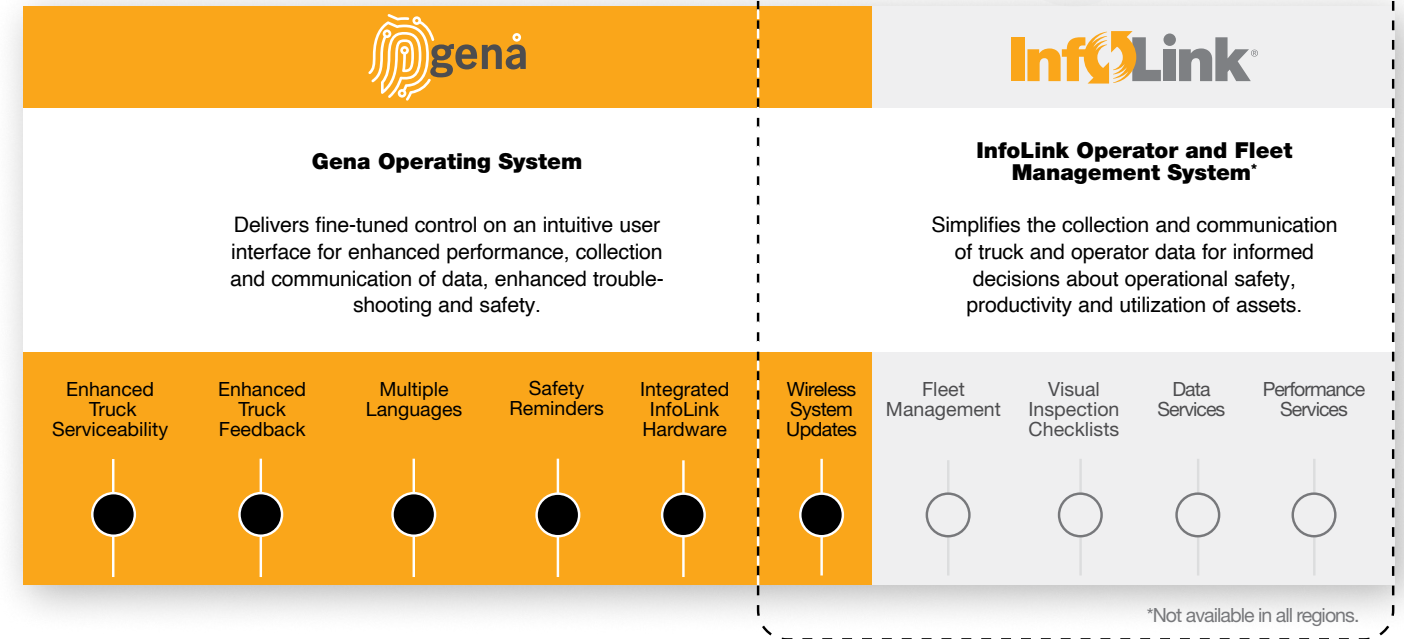 genå
InfoLink®
Gena Operating System
Delivers fine-tuned control on an intuitive user
interface for enhanced performance, collection
and communication of data, enhanced trouble-
shooting and safety.
InfoLink Operator and Fleet
Management System*
Simplifies the collection and communication
of truck and operator data for informed
decisions about operational safety,
productivity and utilization of assets.
Enhanced
Truck
Serviceability
Enhanced
Truck
Feedback
Multiple
Languages
Safety
Reminders
Integrated
InfoLink
Hardware
Wireless
System
Updates
Fleet
Management
Visual
Inspection
Checklists
Data
Services
Performance
Services
*Not available in all regions.